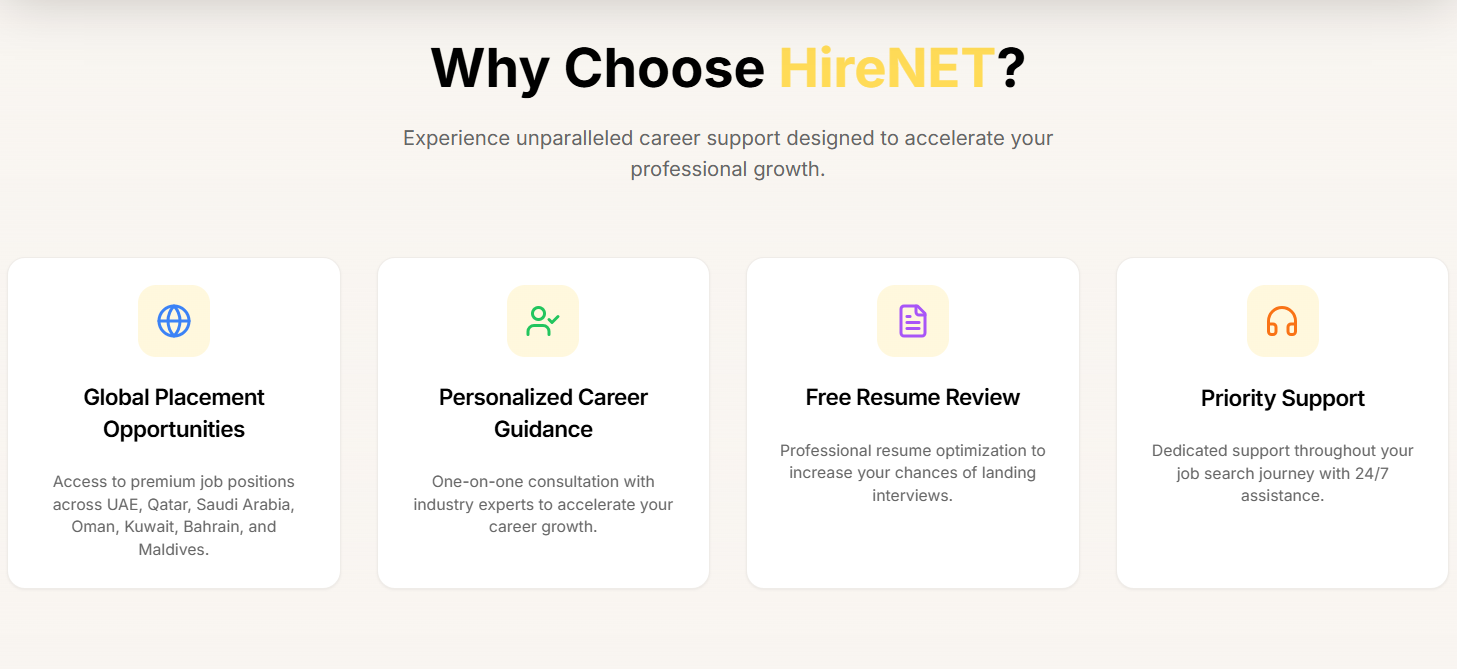 Why Choose HireNET?
Experience unparalleled career support designed to accelerate your
professional growth.
Global Placement
Opportunities
Access to premium job positions
across UAE, Qatar, Saudi Arabia,
Oman, Kuwait, Bahrain, and
Maldives.
Personalized Career
Guidance
One-on-one consultation with
industry experts to accelerate your
career growth.
Free Resume Review
Professional resume optimization to
increase your chances of landing
interviews.
Priority Support
Dedicated support throughout your
job search journey with 24/7
assistance.